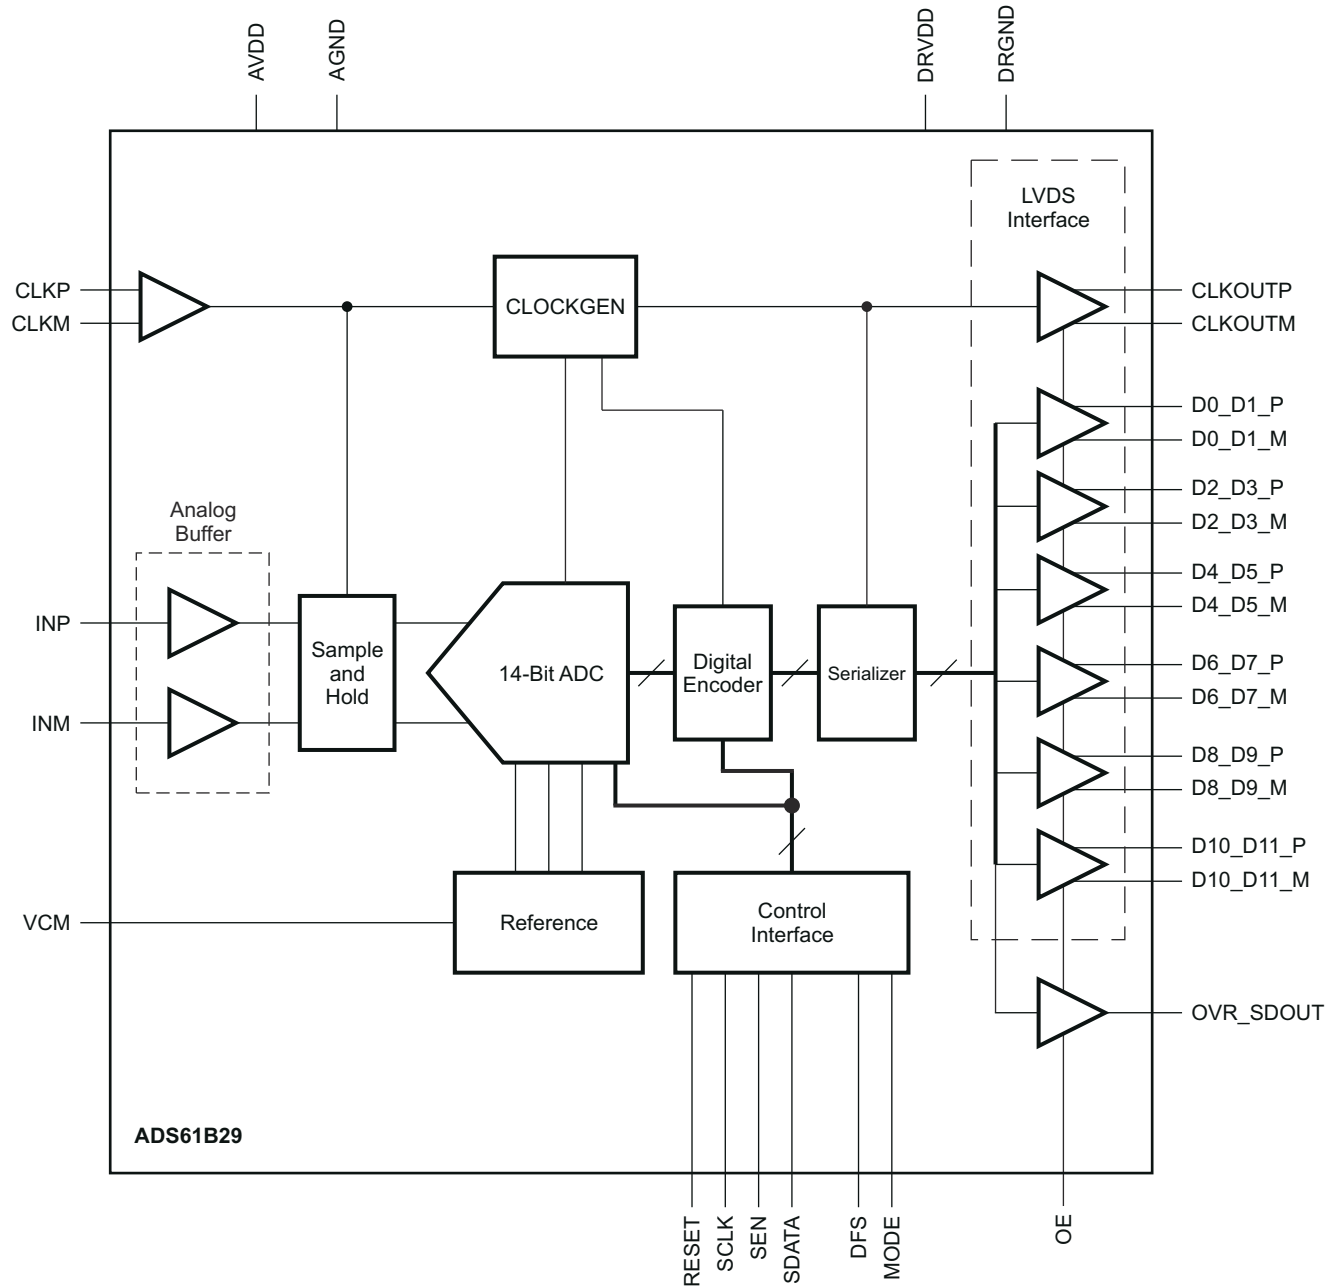 AVDD
AGND
DRVDD
DRGND
LVDS
Interface
CLKP
CLKM
CLOCKGEN
CLKOUTP
CLKOUTM
D0_D1_P
D0_D1_M
D2_D3_P
D2_D3_M
Analog
Buffer
D4_D5_P
D4_D5_M
INP
INM
Sample
and
Hold
14-Bit ADC
Digital
Encoder
Serializer
D6_D7_P
D6_D7_M
D8_D9_P
D8_D9_M
D10_D11_P
D10_D11_M
VCM
Reference
Control
Interface
OVR_SDOUT
ADS61B29
RESET
SCLK
SEN
SDATA
DFS
MODE
OE